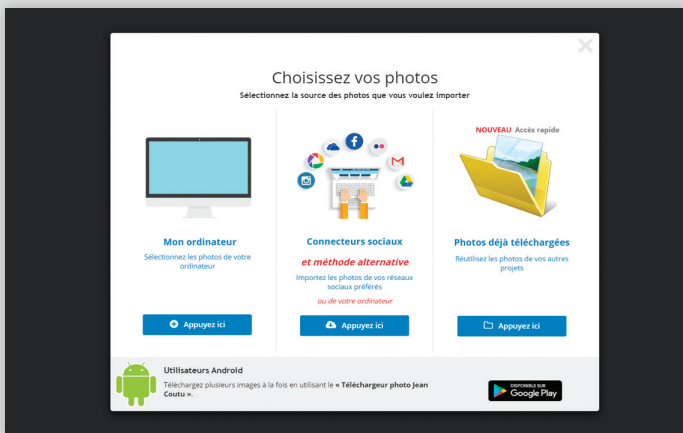 Choisissez vos photos
Sélectionnez la source des photos que vous voulez importer
NOUVEAU Accès rapide
Mon ordinateur
Sélectionnez les photos de votre
ordinateur
Appuyez ici
Connecteurs sociaux
et méthode alternative
Importez les photos de vos réseaux
sociaux préférés
ou de votre ordinateur
Appuyez ici
Photos déjà téléchargées
Réutilisez les photos de vos autres
projets
Appuyez ici
Utilisateurs Android
Téléchargez plusieurs images à la fois en utilisant le « Téléchargeur photo Jean
Coutu ».
DISPONIBLE SUR
Google Play